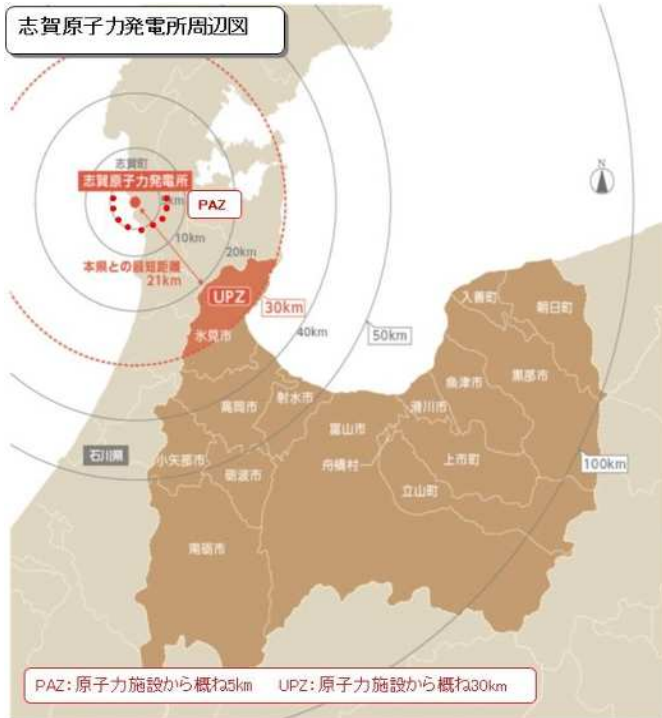 志賀原子力発電所周辺図
N
志賀町
志賀原子力発電所
PAZ
10km
20km
本県との最短距離
21km
UPZ
30km
氷見市
40km
50km
入善町
朝日町
魚津市
黒部市
射水市
高岡市
滑川市
富山市
石川県
小矢部市
舟橋村
上市町
100km
砺波市
立山町
南砺市
PAZ:原子力施設から概ね5km UPZ:原子力施設から概ね30km